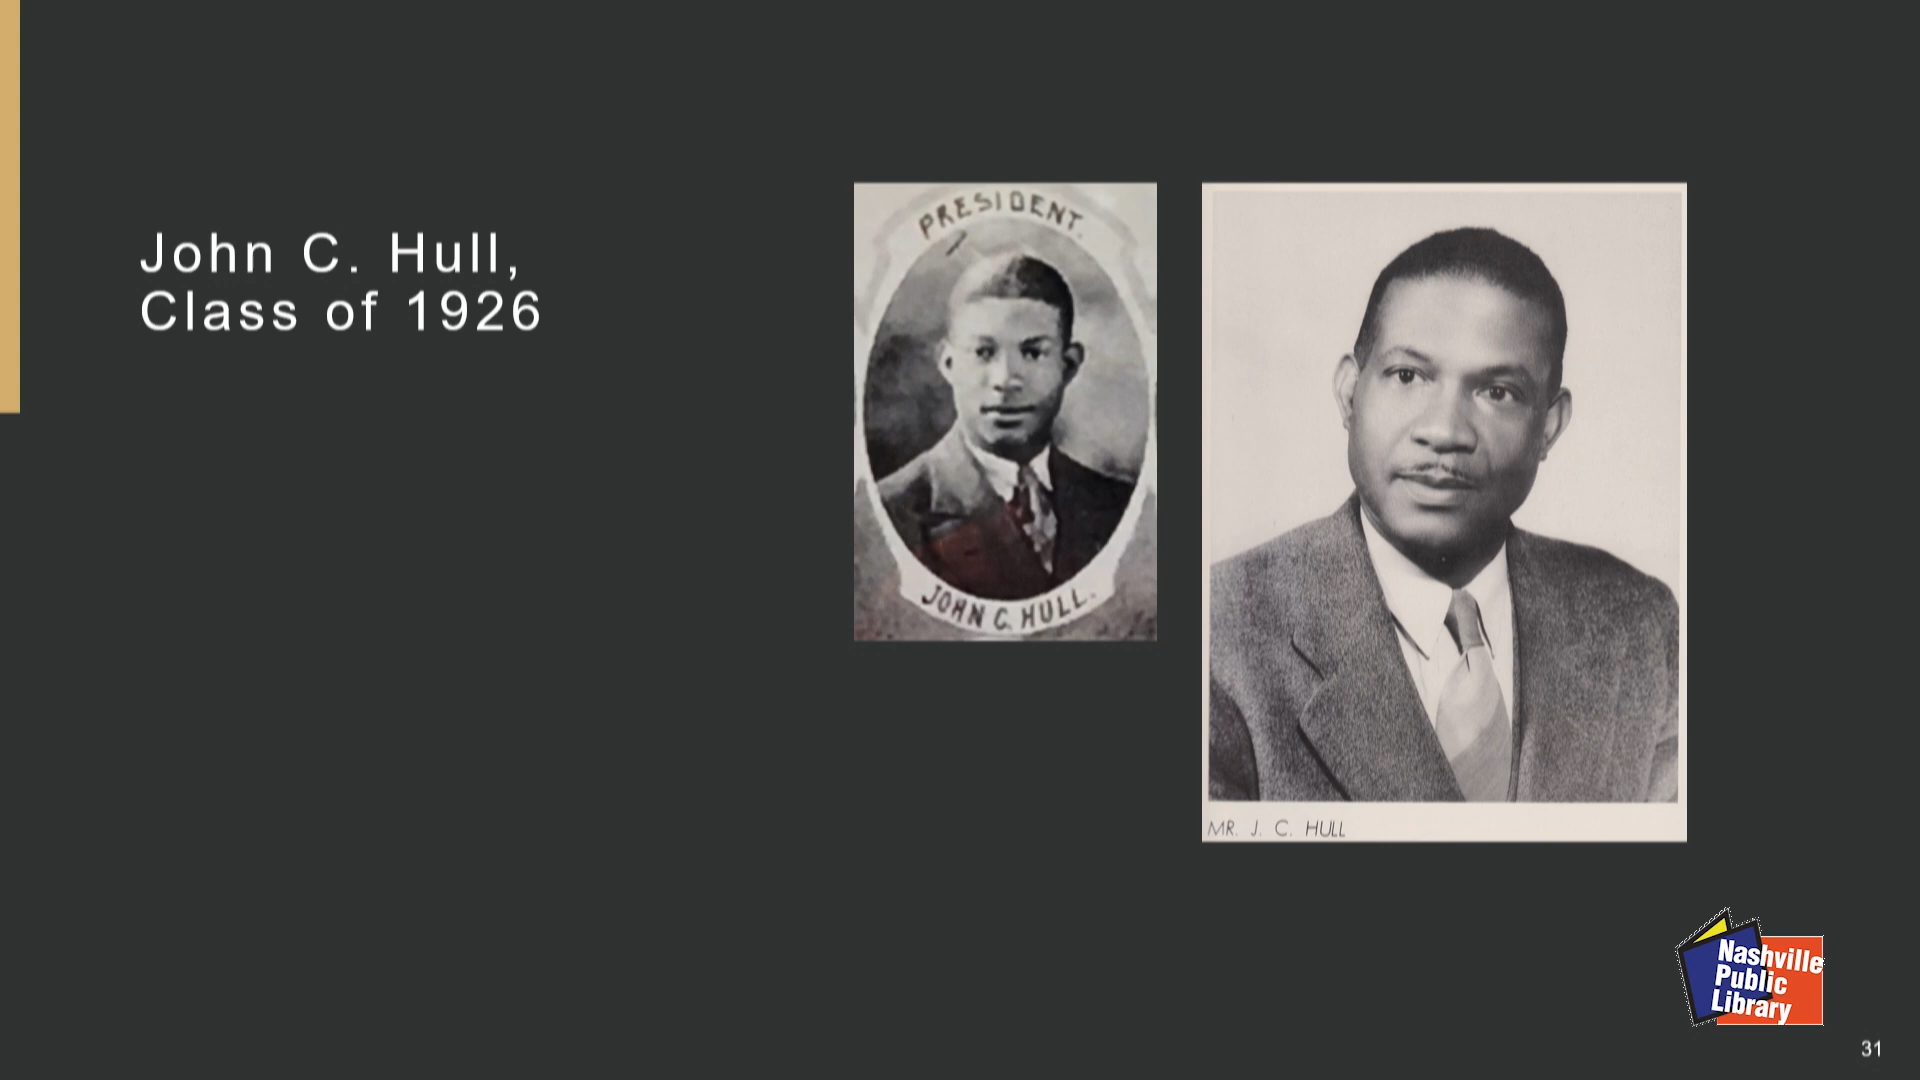 John C. Hull,
Class of 1926
PRESIDENT.
JOHN C. HULL.
MR. J. C. HULL
Nashville
Public
Library
31